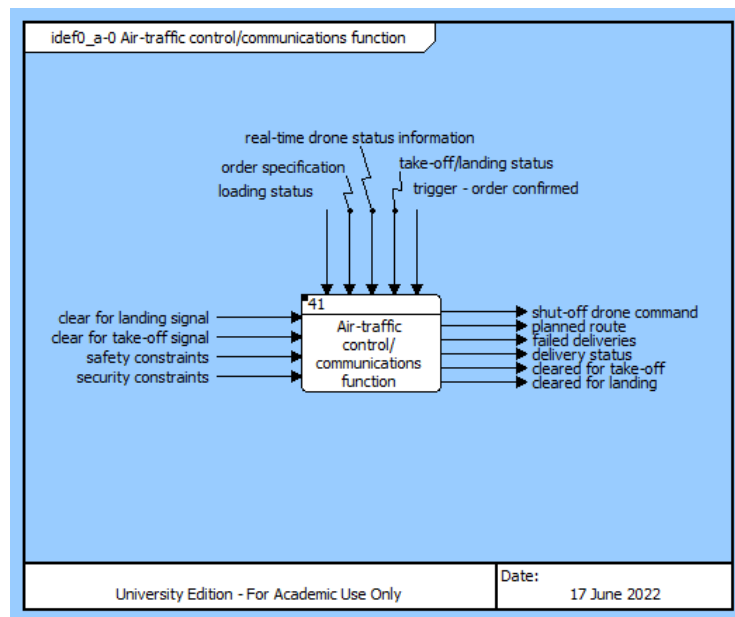 idef0_a-0 Air-traffic control/communications function
real-time drone status information
order specification
take-off/landing status
loading status
trigger - order confirmed
41
Air-traffic
control/
communications
function
clear for landing signal
clear for take-off signal
safety constraints
security constraints
shut-off drone command
planned route
failed deliveries
delivery status
cleared for take-off
cleared for landing
University Edition - For Academic Use Only
Date:
17 June 2022